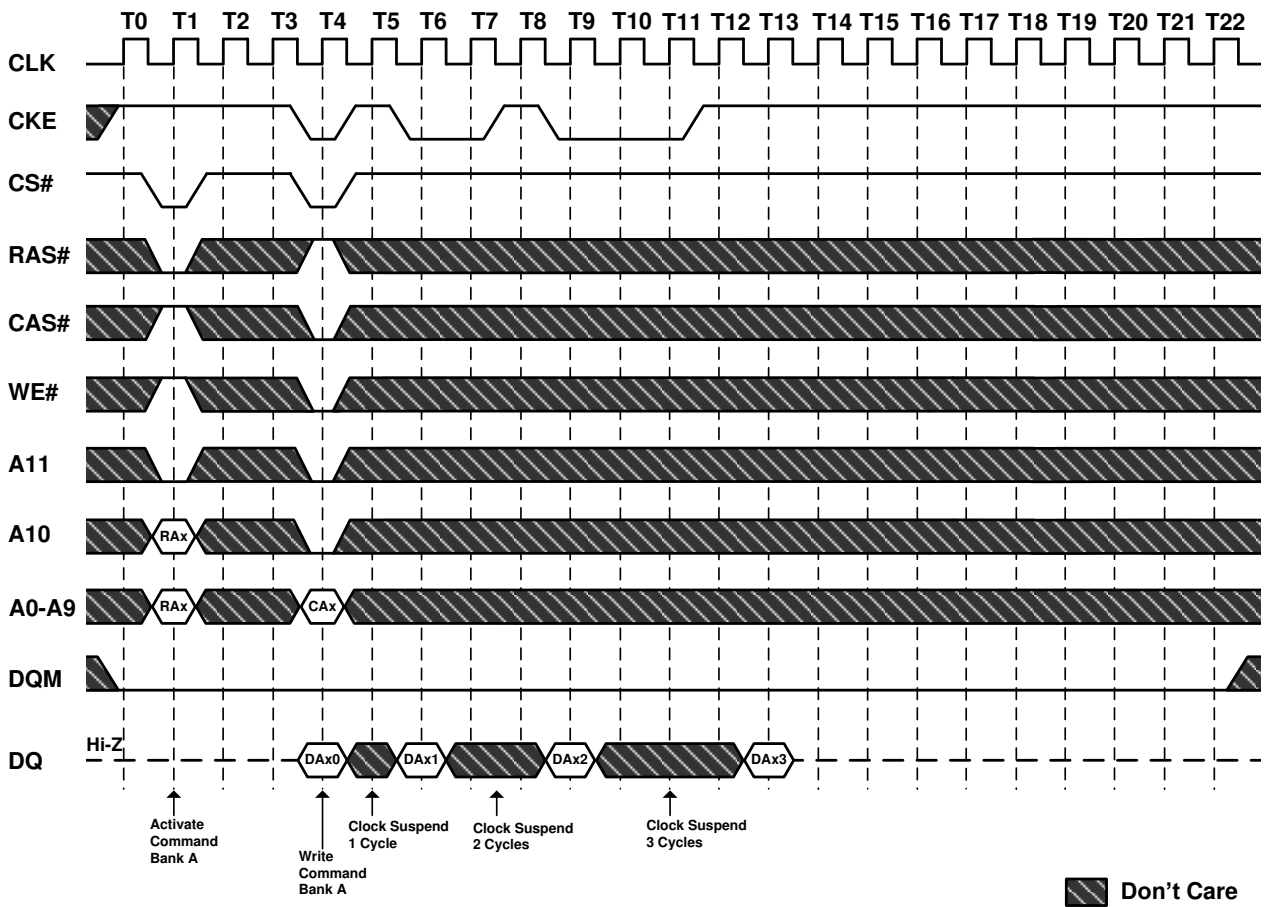 T0 T1 T2 T3 T4 T5 T6 T7 T8 T9 T10 T11 T12 T13 T14 T15 T16 T17 T18 T19 T20 T21 T22
CLK
CKE
CS#
RAS#
CAS#
WE#
A11
A10 RAx
A0-A9 RAx CAx
DQM
Hi-Z
DQ DAx0 DAx1 DAx2 DAx3
Activate
Command
Bank A
Write
Command
Bank A
Clock Suspend
1 Cycle
Clock Suspend
2 Cycles
Clock Suspend
3 Cycles
Don't Care